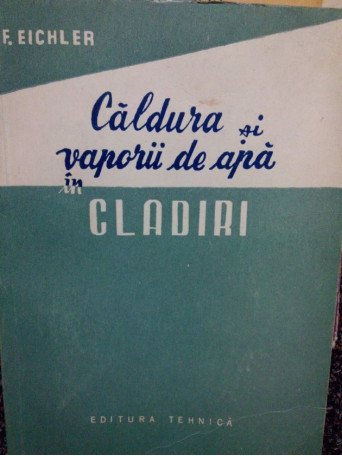 F. EICHLER
Căldura și
vaporii de apă
în
CLADIRI
EDITURA TEHNICĂ